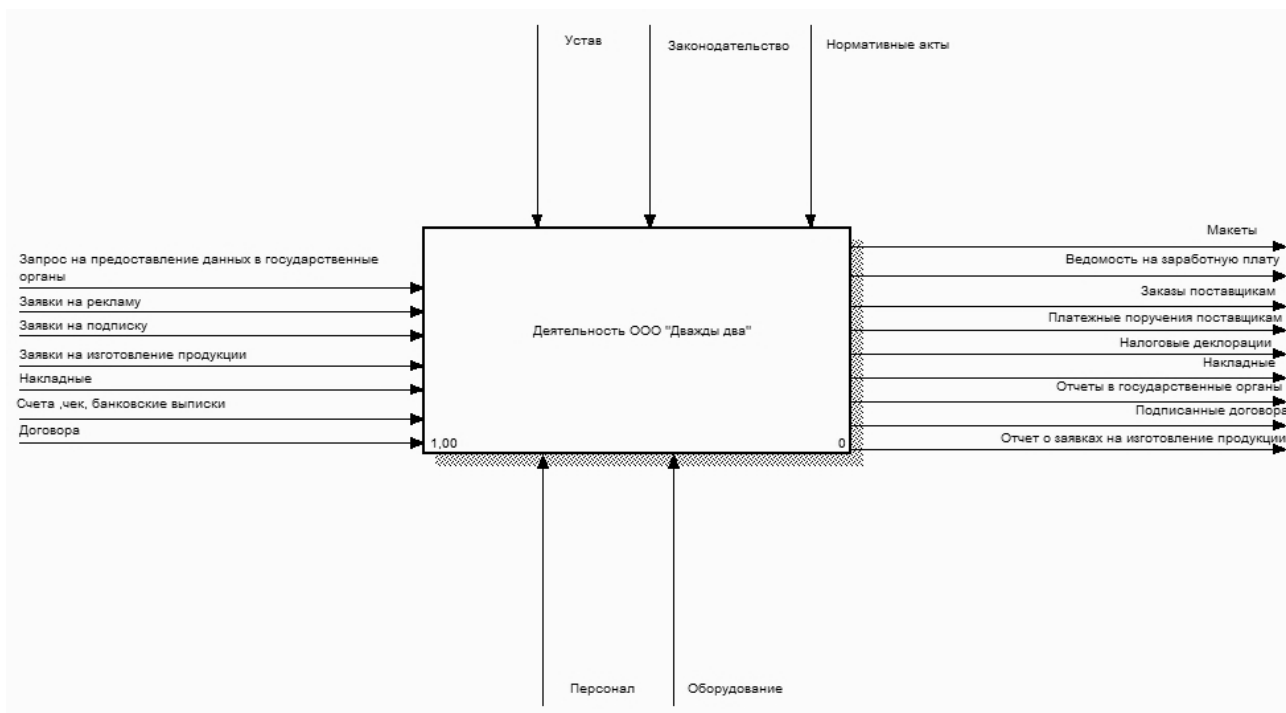 Устав
Законодательство
Нормативные акты
Запрос на предоставление данных в государственные
органы
Заявки на рекламу
Заявки на подписку
Заявки на изготовление продукции
Накладные
Счета ,чек, банковские выписки
Договора
Деятельность ООО "Дважды два"
1,00
0
Макеты
Ведомость на заработную плату
Заказы поставщикам
Платежные поручения поставщикам
Налоговые деклорации
Накладные
Отчеты в государственные органы
Подписанные договора
Отчет о заявках на изготовление продукции
Персонал
Оборудование